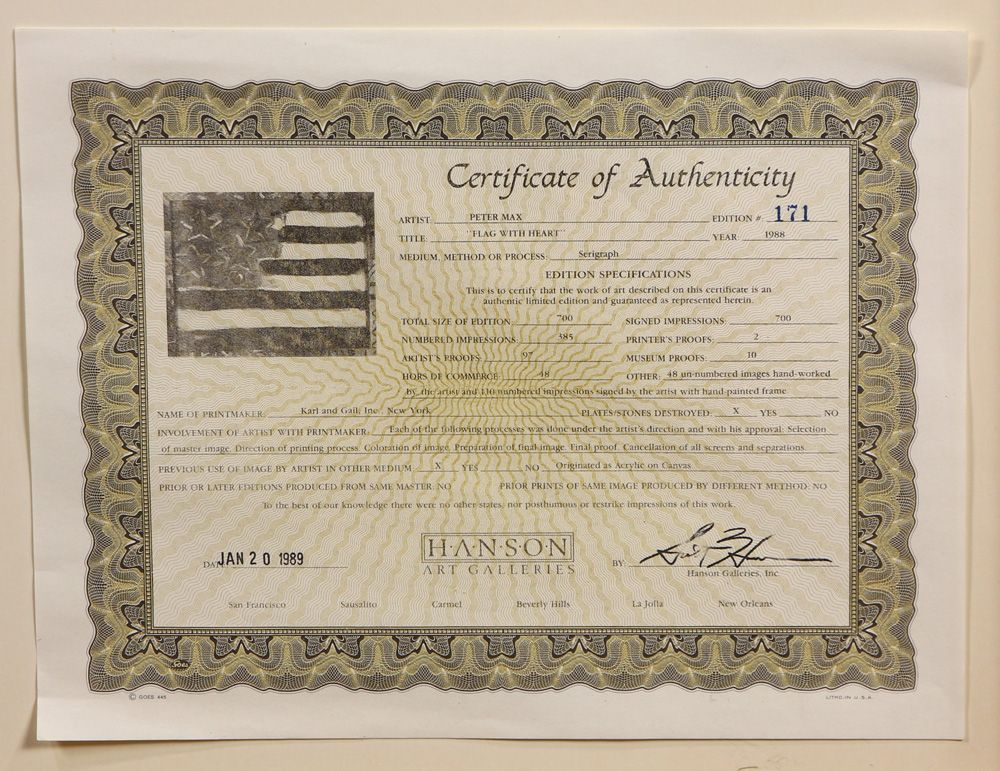 Certificate of Authenticity
ARTIST PETER MAX EDITION #: 171
TITLE: "FLAG WITH HEART" YEAR: 1988
MEDIUM, METHOD OR PROCESS: Serigraph
EDITION SPECIFICATIONS
This is to certify that the work of art described on this certificate is an
authentic limited edition and guaranteed as represented herein.
TOTAL SIZE OF EDITION: 700 SIGNED IMPRESSIONS: 700
NUMBERED IMPRESSIONS: 385 PRINTER'S PROOFS: 2
ARTIST'S PROOFS: 97 MUSEUM PROOFS: 10
HORS DE COMMERCE: 48 OTHER: 48 un-numbered images hand-worked
by the artist and 110 numbered impressions signed by the artist with hand-painted frame
NAME OF PRINTMAKER: Karl and Gail, Inc., New York PLATES/STONES DESTROYED: X YES NO
INVOLVEMENT OF ARTIST WITH PRINTMAKER: Each of the following processes was done under the artist's direction and with his approval: Selection
of master image. Direction of printing process. Coloration of image. Preparation of final image. Final proof. Cancellation of all screens and separations.
PREVIOUS USE OF IMAGE BY ARTIST IN OTHER MEDIUM X YES NO Originated as Acrylic on Canvas
PRIOR OR LATER EDITIONS PRODUCED FROM SAME MASTER: NO PRIOR PRINTS OF SAME IMAGE PRODUCED BY DIFFERENT METHOD: NO
To the best of our knowledge there were no other states, nor posthumous or restrike impressions of this work.
DA JAN 20 1989 H·A·N·S·O·N BY
ART GALLERIES Hanson Galleries, Inc.
San Francisco Sausalito Carmel Beverly Hills La Jolla New Orleans
Goes
© GOES 445 LITHO. IN U. S. A.